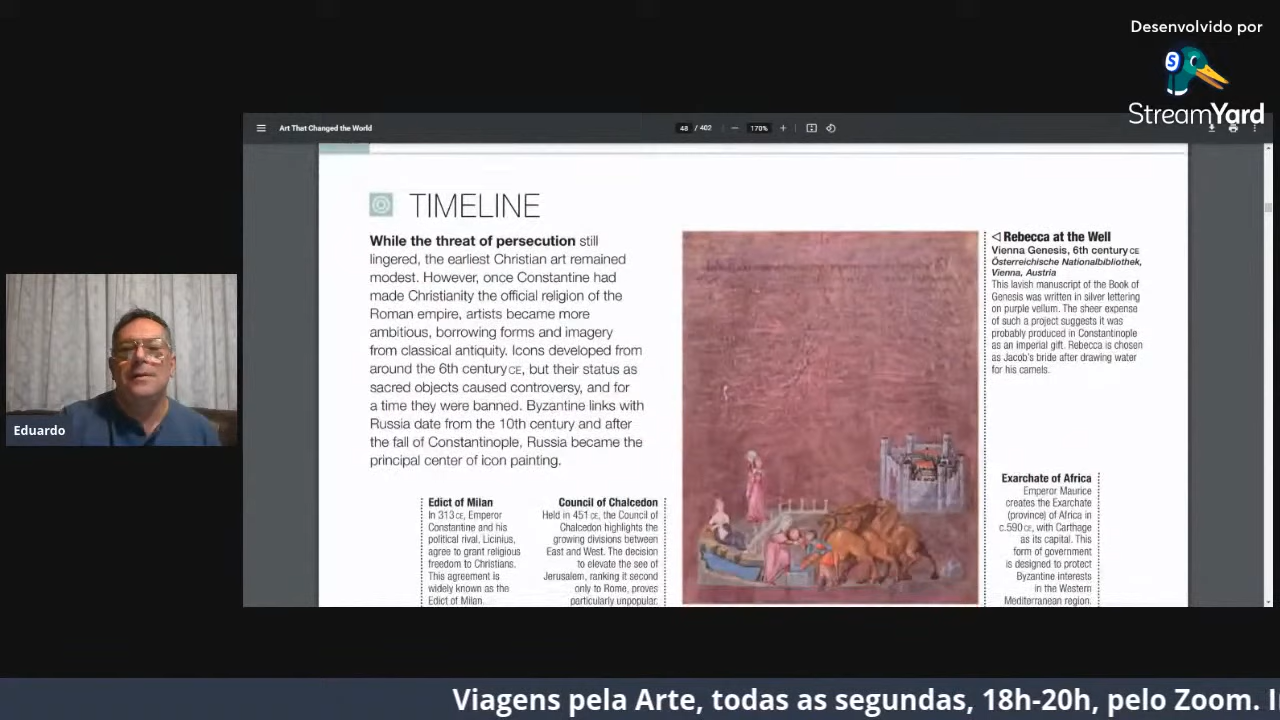 Desenvolvido por
StreamYard
Art That Changed the World
48 / 402
170%
TIMELINE
While the threat of persecution still
lingered, the earliest Christian art remained
modest. However, once Constantine had
made Christianity the official religion of the
Roman empire, artists became more
ambitious, borrowing forms and imagery
from classical antiquity. Icons developed from
around the 6th century CE, but their status as
sacred objects caused controversy, and for
a time they were banned. Byzantine links with
Russia date from the 10th century and after
the fall of Constantinople, Russia became the
principal center of icon painting.
Rebecca at the Well
Vienna Genesis, 6th century CE
Österreichische Nationalbibliothek,
Vienna, Austria
This lavish manuscript of the Book of
Genesis was written in silver lettering
on purple vellum. The sheer expense
of such a project suggests it was
probably produced in Constantinople
as an imperial gift. Rebecca is chosen
as Jacob's bride after drawing water
for his camels.
Edict of Milan
In 313 CE, Emperor
Constantine and his
political rival, Licinius,
agree to grant religious
freedom to Christians.
This agreement is
widely known as the
Edict of Milan.
Council of Chalcedon
Held in 451 CE, the Council of
Chalcedon highlights the
growing divisions between
East and West. The decision
to elevate the see of
Jerusalem, ranking it second
only to Rome, proves
particularly unpopular.
Exarchate of Africa
Emperor Maurice
creates the Exarchate
(province) of Africa in
c.590 CE, with Carthage
as its capital. This
form of government
is designed to protect
Byzantine interests
in the Western
Mediterranean region.
Eduardo
Viagens pela Arte, todas as segundas, 18h-20h, pelo Zoom.